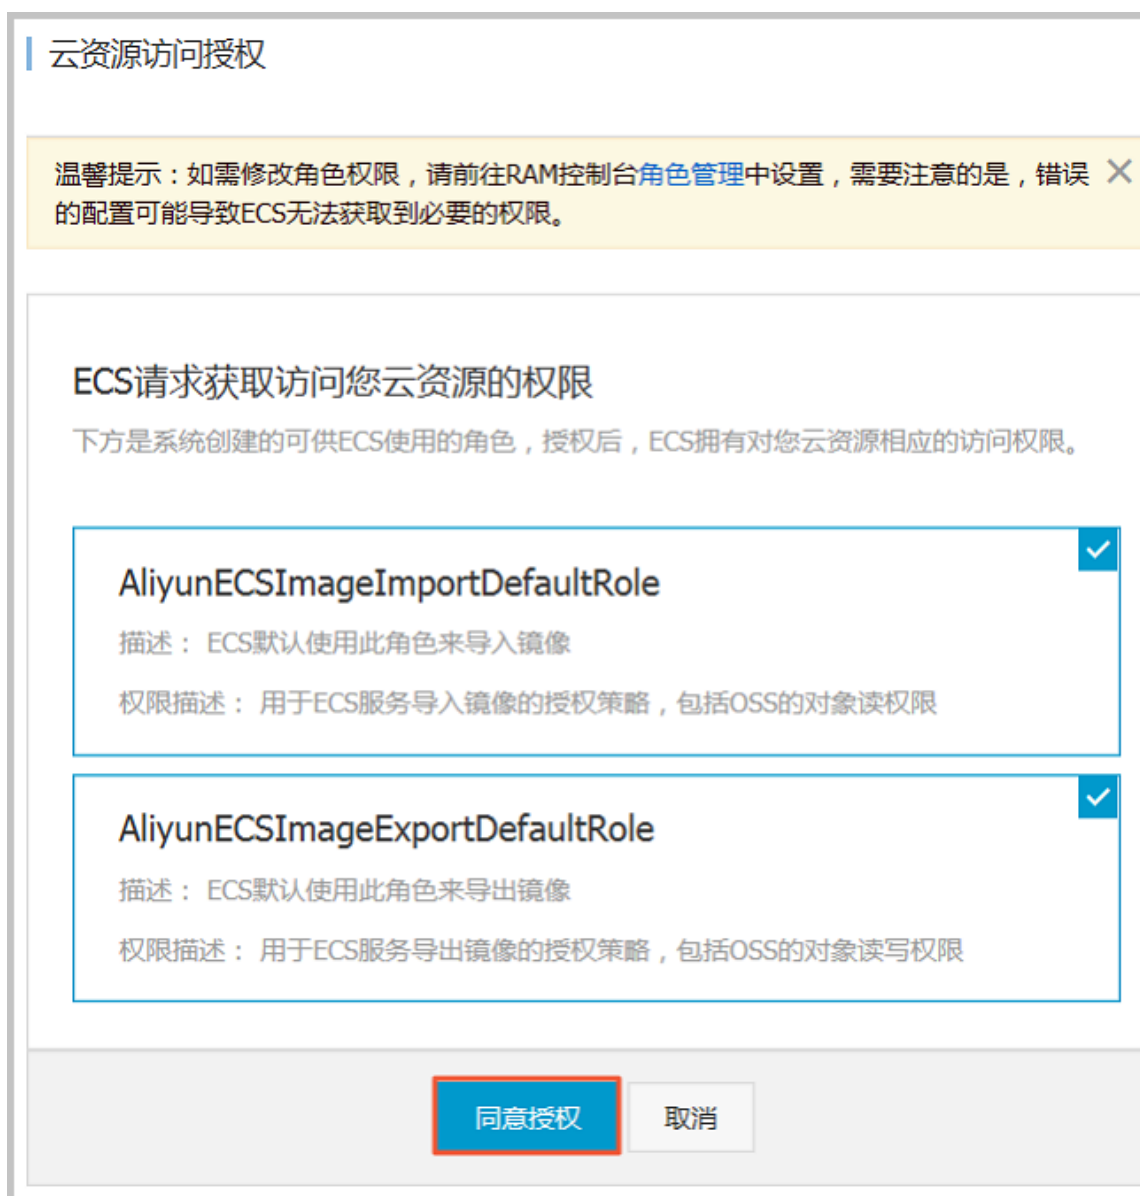 云资源访问授权
温馨提示：如需修改角色权限，请前往RAM控制台角色管理中设置，需要注意的是，错误
的配置可能导致ECS无法获取到必要的权限。
ECS请求获取访问您云资源的权限
下方是系统创建的可供ECS使用的角色，授权后，ECS拥有对您云资源相应的访问权限。
AliyunECSImageImportDefaultRole
描述： ECS默认使用此角色来导入镜像
权限描述： 用于ECS服务导入镜像的授权策略，包括OSS的对象读权限
AliyunECSImageExportDefaultRole
描述： ECS默认使用此角色来导出镜像
权限描述： 用于ECS服务导出镜像的授权策略，包括OSS的对象读写权限
同意授权 取消